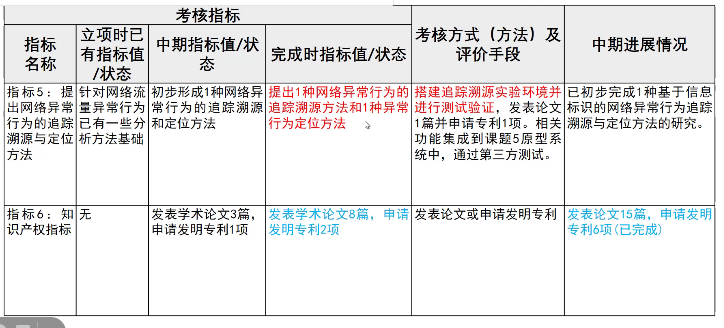 考核指标
考核方式（方法）及
评价手段
中期进展情况
指标
名称
立项时已
有指标值
/状态
中期指标值/状
态
完成时指标值/状态
指标5：提
出网络异常
行为的追踪
溯源与定位
方法
针对网络流
量异常行为
已有一些分
析方法基础
初步形成1种网络异
常行为的追踪溯源
和定位方法
提出1种网络异常行为的
追踪溯源方法和1种异常
行为定位方法
搭建追踪溯源实验环境并
进行测试验证，发表论文
1篇并申请专利1项。相关
功能集成到课题5原型系
统中，通过第三方测试。
已初步完成1种基于信息
标识的网络异常行为追踪
溯源与定位方法的研究。
指标6：知
识产权指标
无
发表学术论文3篇，
申请发明专利1项
发表学术论文8篇，申请
发明专利2项
发表论文或申请发明专利
发表论文15篇，申请发明
专利6项(已完成)